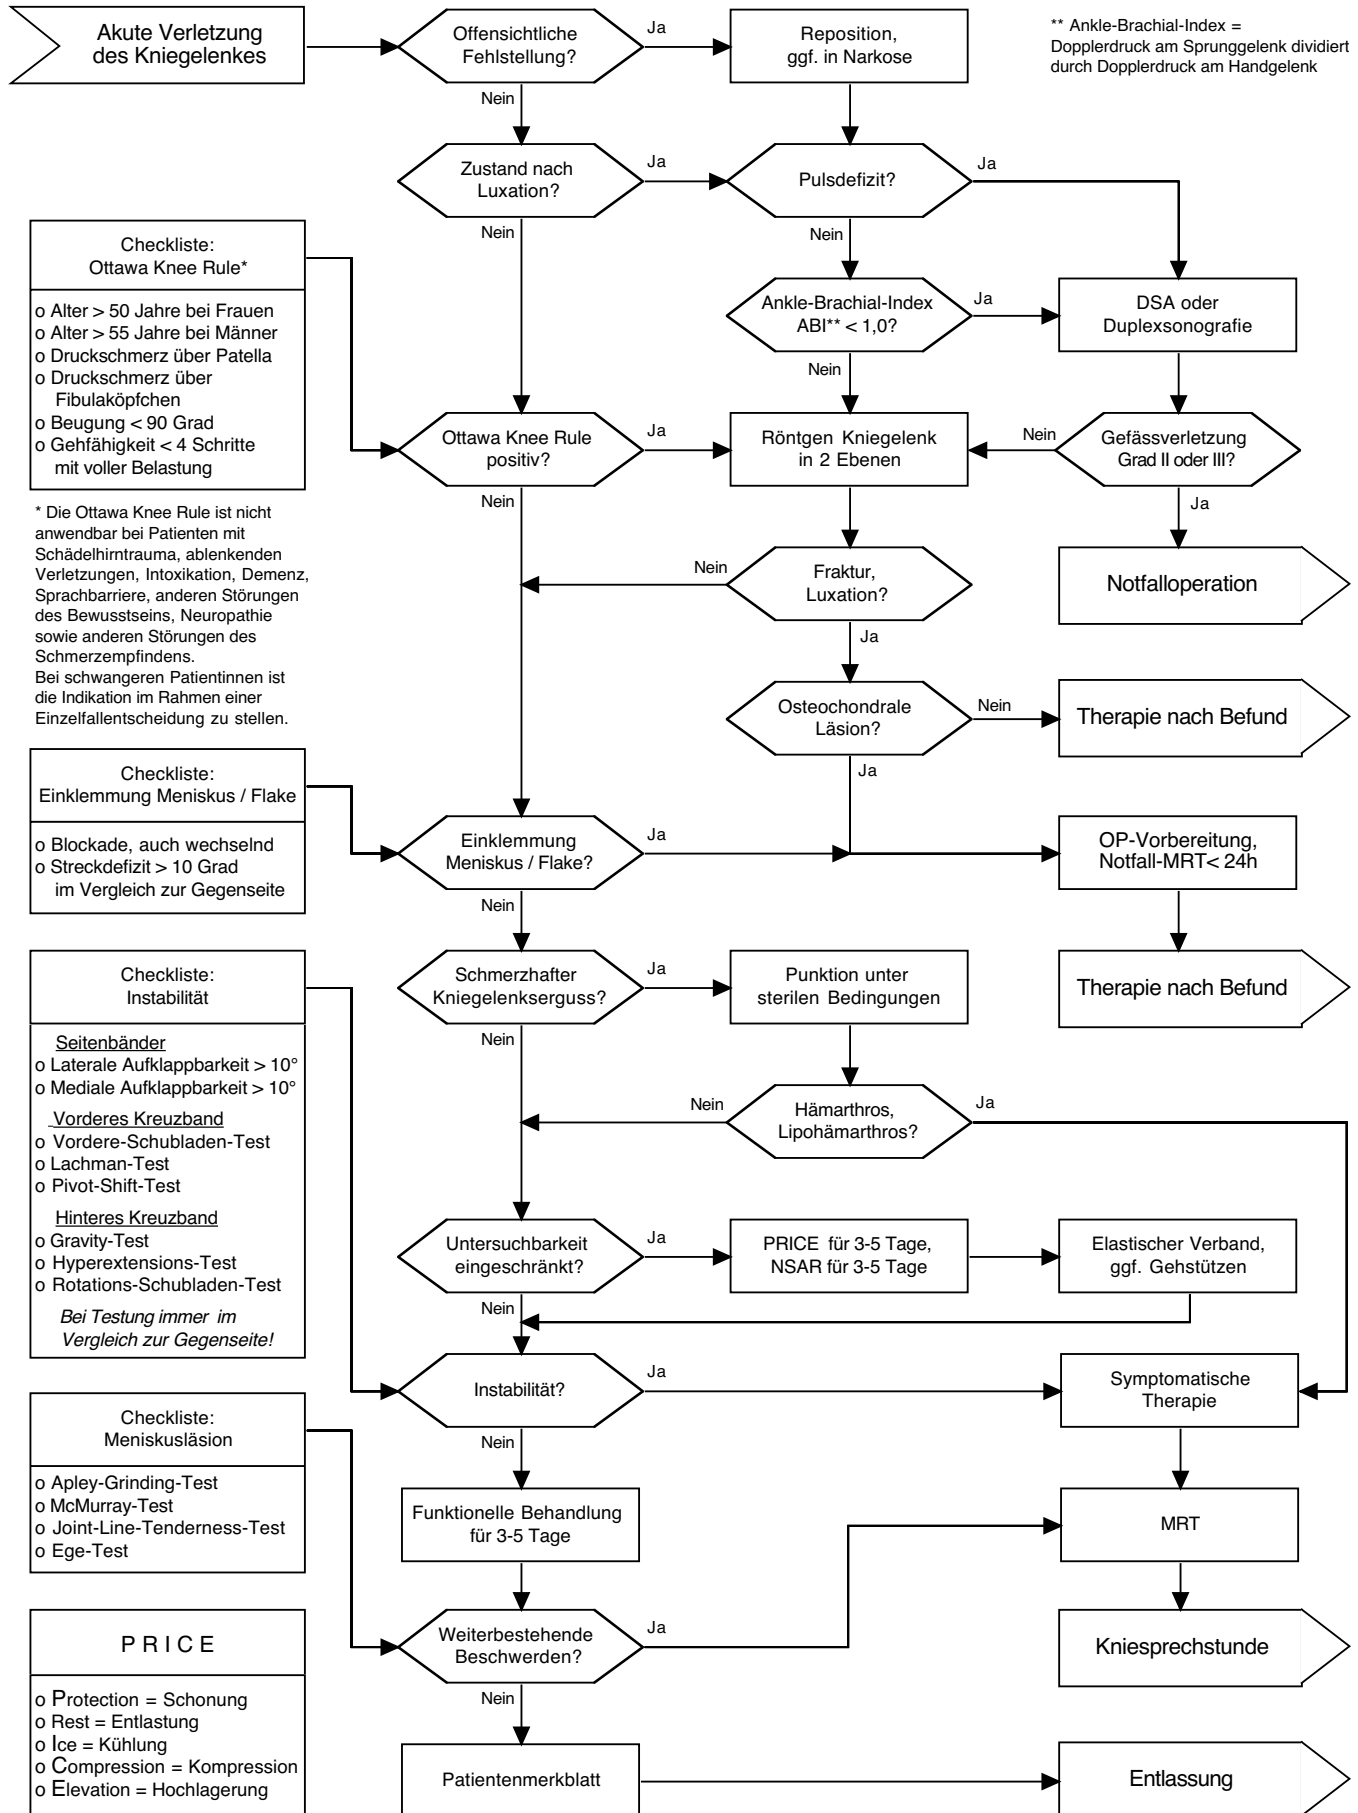 Akute Verletzung
des Kniegelenkes
Offensichtliche
Fehlstellung?
Ja
Reposition,
ggf. in Narkose
** Ankle-Brachial-Index =
Dopplerdruck am Sprunggelenk dividiert
durch Dopplerdruck am Handgelenk
Nein
Zustand nach
Luxation?
Ja
Pulsdefizit?
Ja
Nein
Nein
Checkliste:
Ottawa Knee Rule*
o Alter > 50 Jahre bei Frauen
o Alter > 55 Jahre bei Männer
o Druckschmerz über Patella
o Druckschmerz über
Fibulaköpfchen
o Beugung < 90 Grad
o Gehfähigkeit < 4 Schritte
mit voller Belastung
Ankle-Brachial-Index
ABI** < 1,0?
Ja
DSA oder
Duplexsonografie
Nein
Ottawa Knee Rule
positiv?
Ja
Röntgen Kniegelenk
in 2 Ebenen
Nein
Gefässverletzung
Grad II oder III?
Nein
Ja
* Die Ottawa Knee Rule ist nicht
anwendbar bei Patienten mit
Schädelhirntrauma, ablenkenden
Verletzungen, Intoxikation, Demenz,
Sprachbarriere, anderen Störungen
des Bewusstseins, Neuropathie
sowie anderen Störungen des
Schmerzempfindens.
Bei schwangeren Patientinnen ist
die Indikation im Rahmen einer
Einzelfallentscheidung zu stellen.
Nein
Fraktur,
Luxation?
Notfalloperation
Ja
Osteochondrale
Läsion?
Nein
Therapie nach Befund
Ja
Checkliste:
Einklemmung Meniskus / Flake
o Blockade, auch wechselnd
o Streckdefizit > 10 Grad
im Vergleich zur Gegenseite
Einklemmung
Meniskus / Flake?
Ja
OP-Vorbereitung,
Notfall-MRT< 24h
Nein
Checkliste:
Instabilität
Seitenbänder
o Laterale Aufklappbarkeit > 10°
o Mediale Aufklappbarkeit > 10°
Vorderes Kreuzband
o Vordere-Schubladen-Test
o Lachman-Test
o Pivot-Shift-Test
Hinteres Kreuzband
o Gravity-Test
o Hyperextensions-Test
o Rotations-Schubladen-Test
Bei Testung immer im
Vergleich zur Gegenseite!
Schmerzhafter
Kniegelenkserguss?
Ja
Punktion unter
sterilen Bedingungen
Therapie nach Befund
Nein
Nein
Hämarthros,
Lipohämarthros?
Ja
Untersuchbarkeit
eingeschränkt?
Ja
PRICE für 3-5 Tage,
NSAR für 3-5 Tage
Elastischer Verband,
ggf. Gehstützen
Nein
Instabilität?
Ja
Symptomatische
Therapie
Nein
Checkliste:
Meniskusläsion
o Apley-Grinding-Test
o McMurray-Test
o Joint-Line-Tenderness-Test
o Ege-Test
Funktionelle Behandlung
für 3-5 Tage
MRT
Weiterbestehende
Beschwerden?
Ja
Kniesprechstunde
Nein
P R I C E
o Protection = Schonung
o Rest = Entlastung
o Ice = Kühlung
o Compression = Kompression
o Elevation = Hochlagerung
Patientenmerkblatt
Entlassung